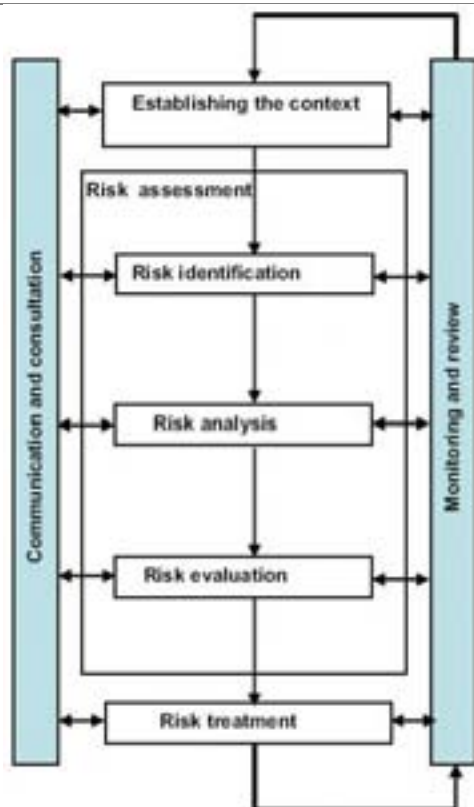 Establishing the context
Risk assessment
Risk identification
Risk analysis
Risk evaluation
Risk treatment
Communication and consultation
Monitoring and review